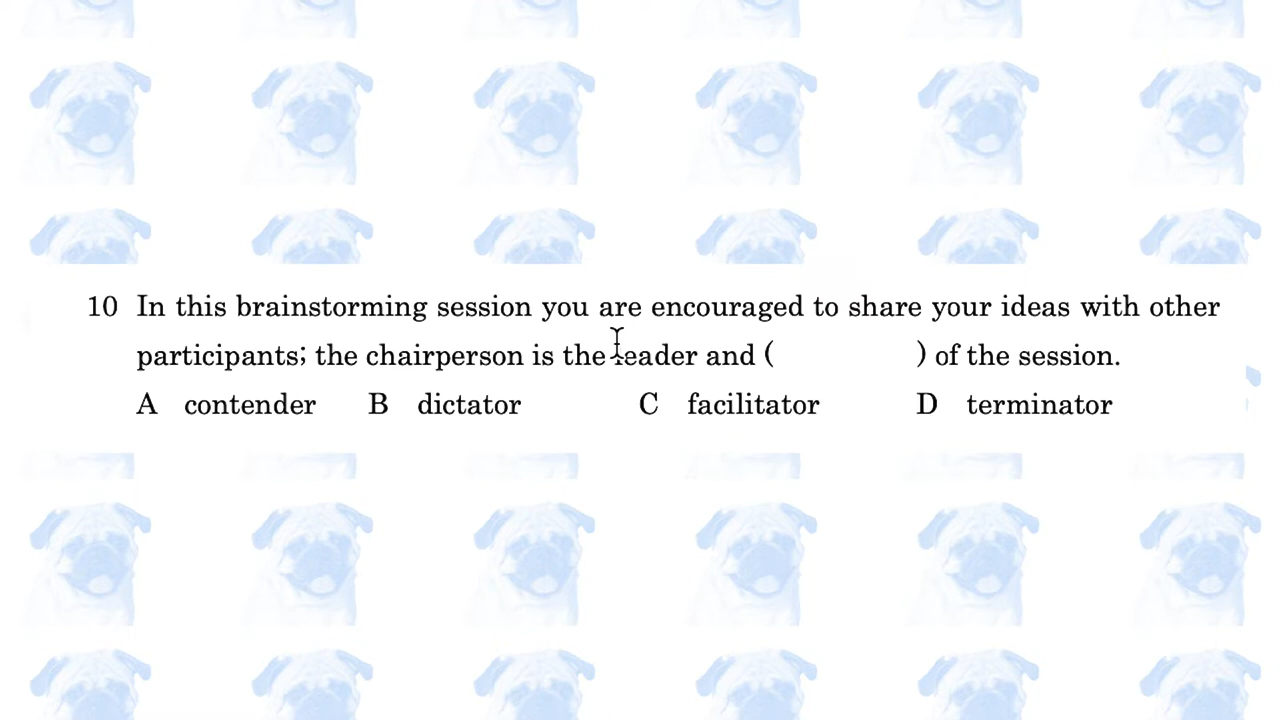 10 In this brainstorming session you are encouraged to share your ideas with other
participants; the chairperson is the leader and ( ) of the session.
A contender B dictator C facilitator D terminator